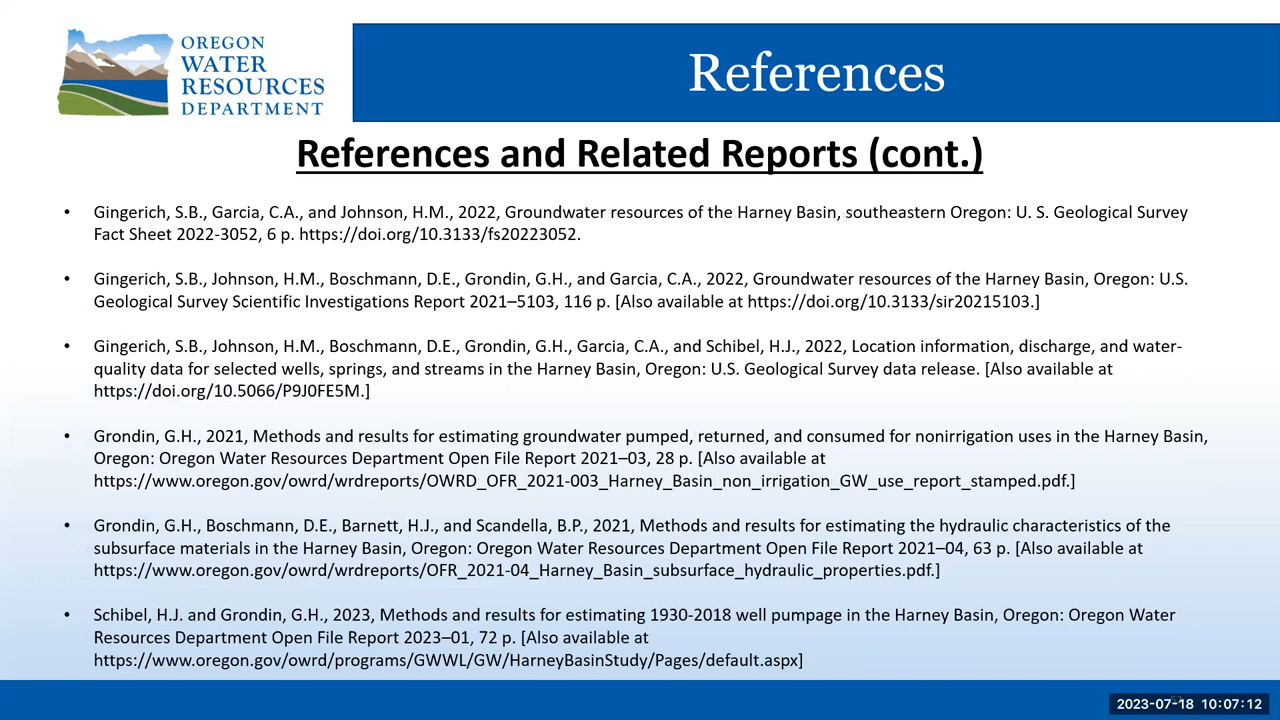 OREGON
WATER
RESOURCES
DEPARTMENT
References
References and Related Reports (cont.)
• Gingerich, S.B., Garcia, C.A., and Johnson, H.M., 2022, Groundwater resources of the Harney Basin, southeastern Oregon: U. S. Geological Survey
Fact Sheet 2022-3052, 6 p. https://doi.org/10.3133/fs20223052.
• Gingerich, S.B., Johnson, H.M., Boschmann, D.E., Grondin, G.H., and Garcia, C.A., 2022, Groundwater resources of the Harney Basin, Oregon: U.S.
Geological Survey Scientific Investigations Report 2021–5103, 116 p. [Also available at https://doi.org/10.3133/sir20215103.]
• Gingerich, S.B., Johnson, H.M., Boschmann, D.E., Grondin, G.H., Garcia, C.A., and Schibel, H.J., 2022, Location information, discharge, and water-
quality data for selected wells, springs, and streams in the Harney Basin, Oregon: U.S. Geological Survey data release. [Also available at
https://doi.org/10.5066/P9J0FE5M.]
• Grondin, G.H., 2021, Methods and results for estimating groundwater pumped, returned, and consumed for nonirrigation uses in the Harney Basin,
Oregon: Oregon Water Resources Department Open File Report 2021–03, 28 p. [Also available at
https://www.oregon.gov/owrd/wrdreports/OWRD_OFR_2021-003_Harney_Basin_non_irrigation_GW_use_report_stamped.pdf.]
• Grondin, G.H., Boschmann, D.E., Barnett, H.J., and Scandella, B.P., 2021, Methods and results for estimating the hydraulic characteristics of the
subsurface materials in the Harney Basin, Oregon: Oregon Water Resources Department Open File Report 2021–04, 63 p. [Also available at
https://www.oregon.gov/owrd/wrdreports/OFR_2021-04_Harney_Basin_subsurface_hydraulic_properties.pdf.]
• Schibel, H.J. and Grondin, G.H., 2023, Methods and results for estimating 1930-2018 well pumpage in the Harney Basin, Oregon: Oregon Water
Resources Department Open File Report 2023–01, 72 p. [Also available at
https://www.oregon.gov/owrd/programs/GWWL/GW/HarneyBasinStudy/Pages/default.aspx]
2023-07-18 10:07:12